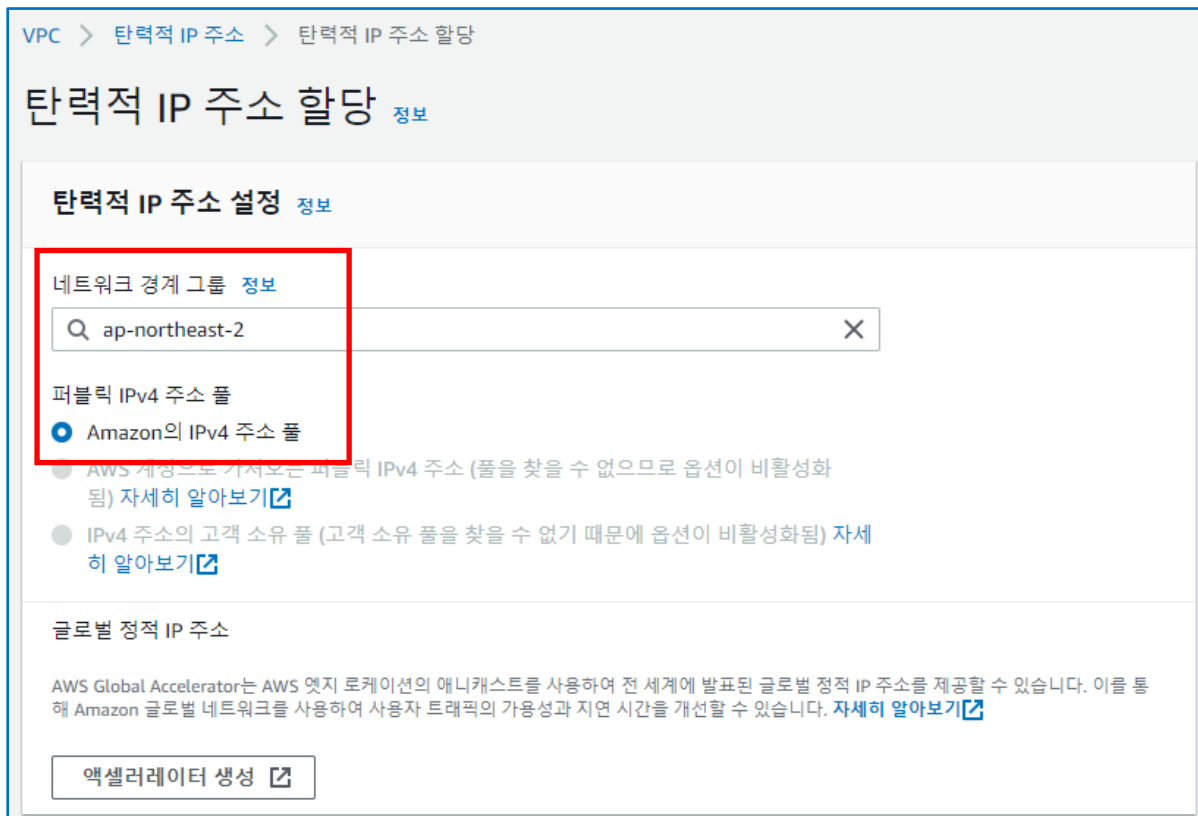 VPC > 탄력적 IP 주소 > 탄력적 IP 주소 할당
탄력적 IP 주소 할당 정보
탄력적 IP 주소 설정 정보
네트워크 경계 그룹 정보
ap-northeast-2
퍼블릭 IPv4 주소 풀
Amazon의 IPv4 주소 풀
AWS 계정으로 가져오는 퍼블릭 IPv4 주소 (풀을 찾을 수 없으므로 옵션이 비활성화
됨) 자세히 알아보기
IPv4 주소의 고객 소유 풀 (고객 소유 풀을 찾을 수 없기 때문에 옵션이 비활성화됨) 자세
히 알아보기
글로벌 정적 IP 주소
AWS Global Accelerator는 AWS 엣지 로케이션의 애니캐스트를 사용하여 전 세계에 발표된 글로벌 정적 IP 주소를 제공할 수 있습니다. 이를 통
해 Amazon 글로벌 네트워크를 사용하여 사용자 트래픽의 가용성과 지연 시간을 개선할 수 있습니다. 자세히 알아보기
액셀러레이터 생성